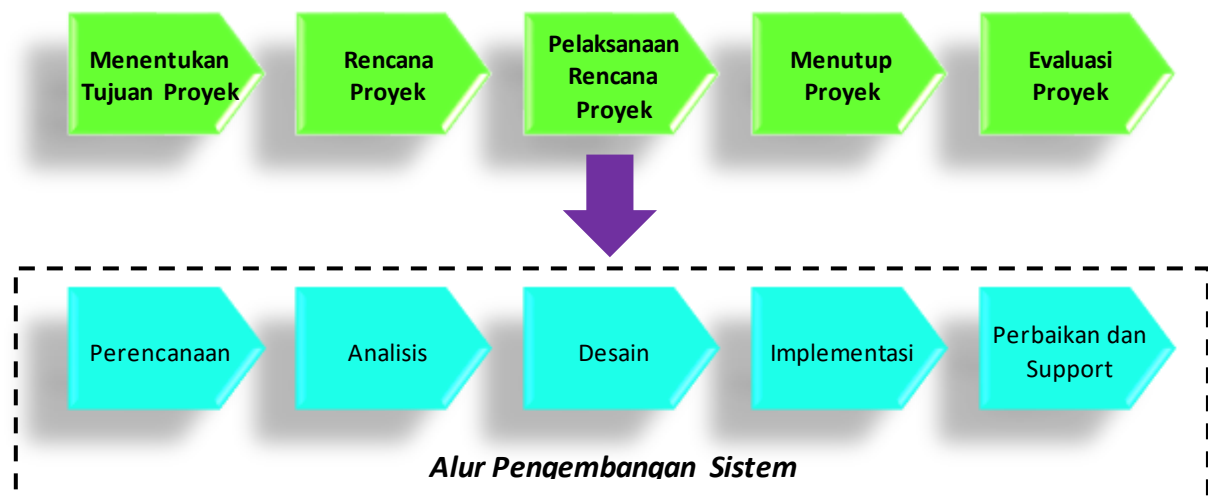 Menentukan
Tujuan Proyek
Rencana
Proyek
Pelaksanaan
Rencana
Proyek
Menutup
Proyek
Evaluasi
Proyek
Perencanaan
Analisis
Desain
Implementasi
Perbaikan dan
Support
Alur Pengembangan Sistem